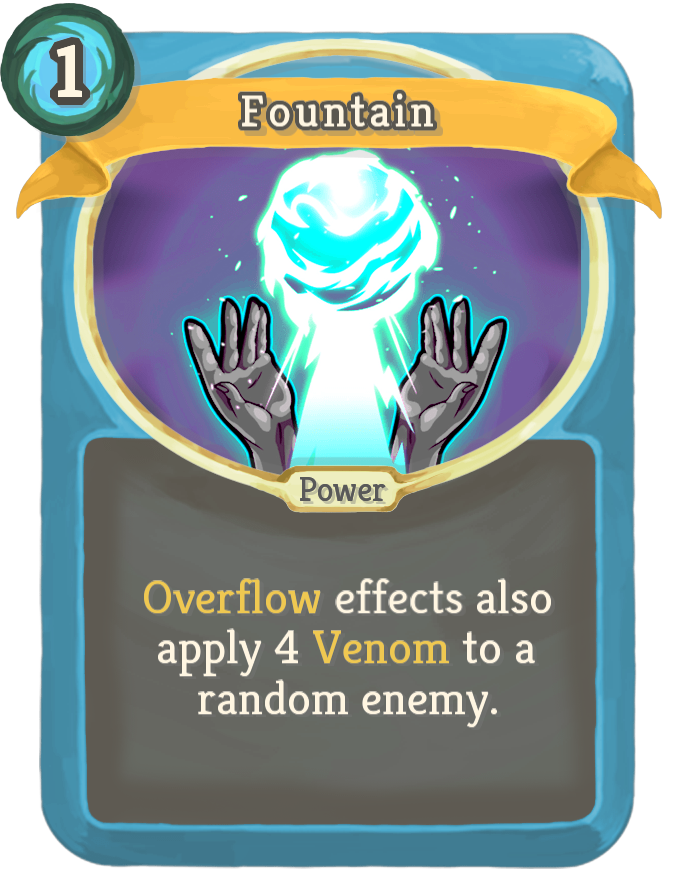 1
Fountain
Power
Overflow effects also
apply 4 Venom to a
random enemy.